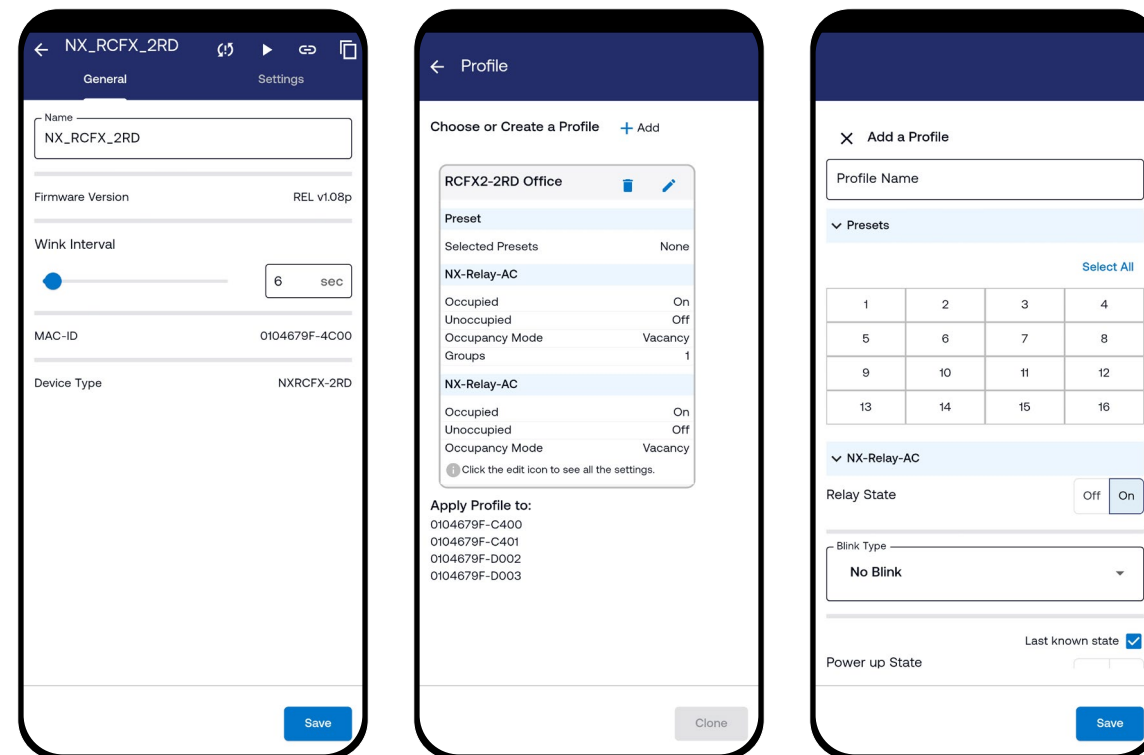 NX_RCFX_2RD
General Settings
Name
NX_RCFX_2RD
Firmware Version REL v1.08p
Wink Interval
6 sec
MAC-ID 0104679F-4C00
Device Type NXRCFX-2RD
Save
Profile
Choose or Create a Profile + Add
RCFX2-2RD Office
Preset
Selected Presets None
NX-Relay-AC
Occupied On
Unoccupied Off
Occupancy Mode Vacancy
Groups 1
NX-Relay-AC
Occupied On
Unoccupied Off
Occupancy Mode Vacancy
Click the edit icon to see all the settings.
Apply Profile to:
0104679F-C400
0104679F-C401
0104679F-D002
0104679F-D003
Clone
Add a Profile
Profile Name
Presets
Select All
1 2 3 4
5 6 7 8
9 10 11 12
13 14 15 16
NX-Relay-AC
Relay State Off On
Blink Type
No Blink
Last known state
Power up State
Save